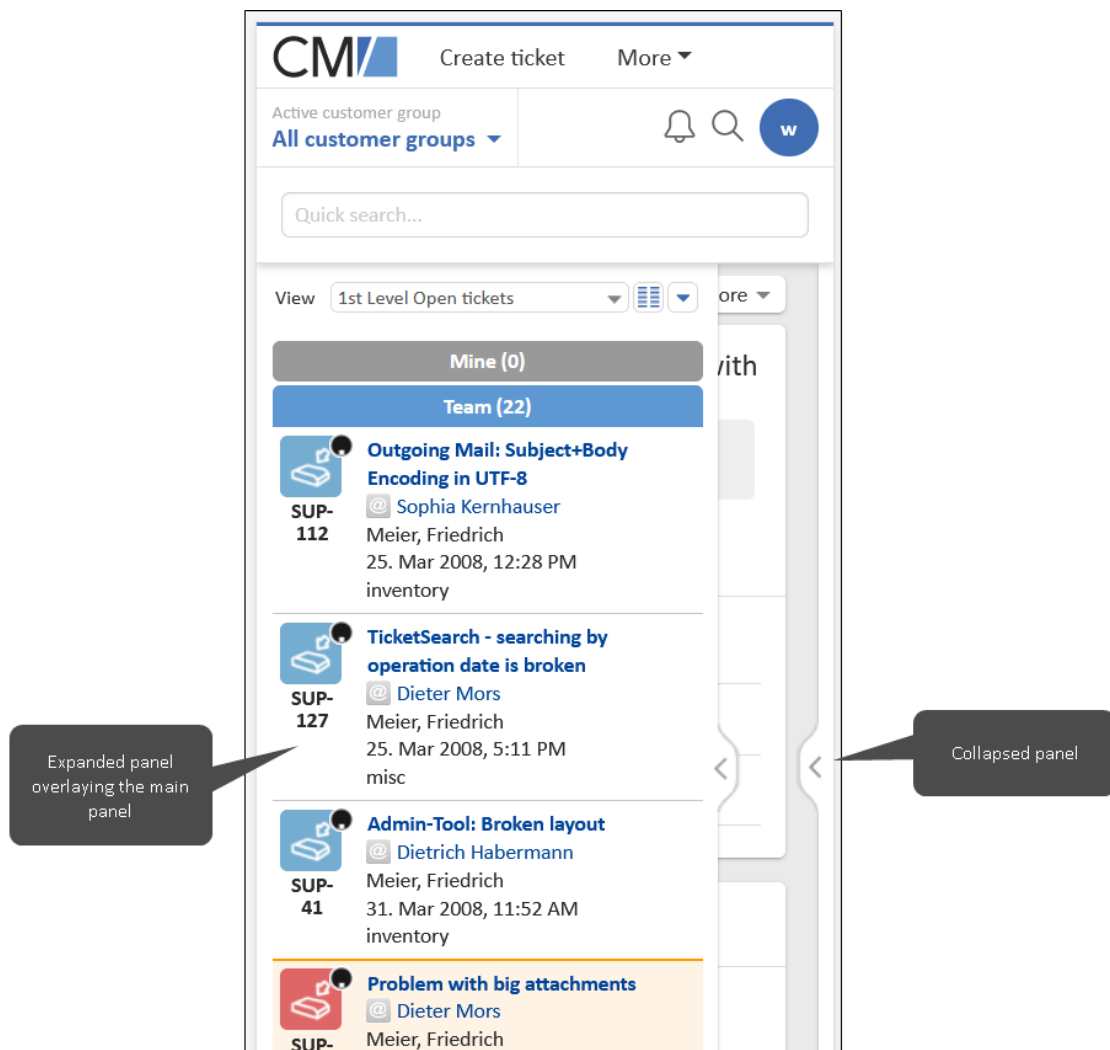 CM/
Create ticket
More
Active customer group
All customer groups
w
Quick search...
View
1st Level Open tickets
ore
Mine (0)
with
Team (22)
Outgoing Mail: Subject+Body
Encoding in UTF-8
@ Sophia Kernhauser
SUP-
112
Meier, Friedrich
25. Mar 2008, 12:28 PM
inventory
TicketSearch - searching by
operation date is broken
@ Dieter Mors
SUP-
127
Meier, Friedrich
25. Mar 2008, 5:11 PM
misc
Expanded panel
overlaying the main
panel
Collapsed panel
Admin-Tool: Broken layout
@ Dietrich Habermann
SUP-
41
Meier, Friedrich
31. Mar 2008, 11:52 AM
inventory
Problem with big attachments
@ Dieter Mors
SUP-
Meier, Friedrich